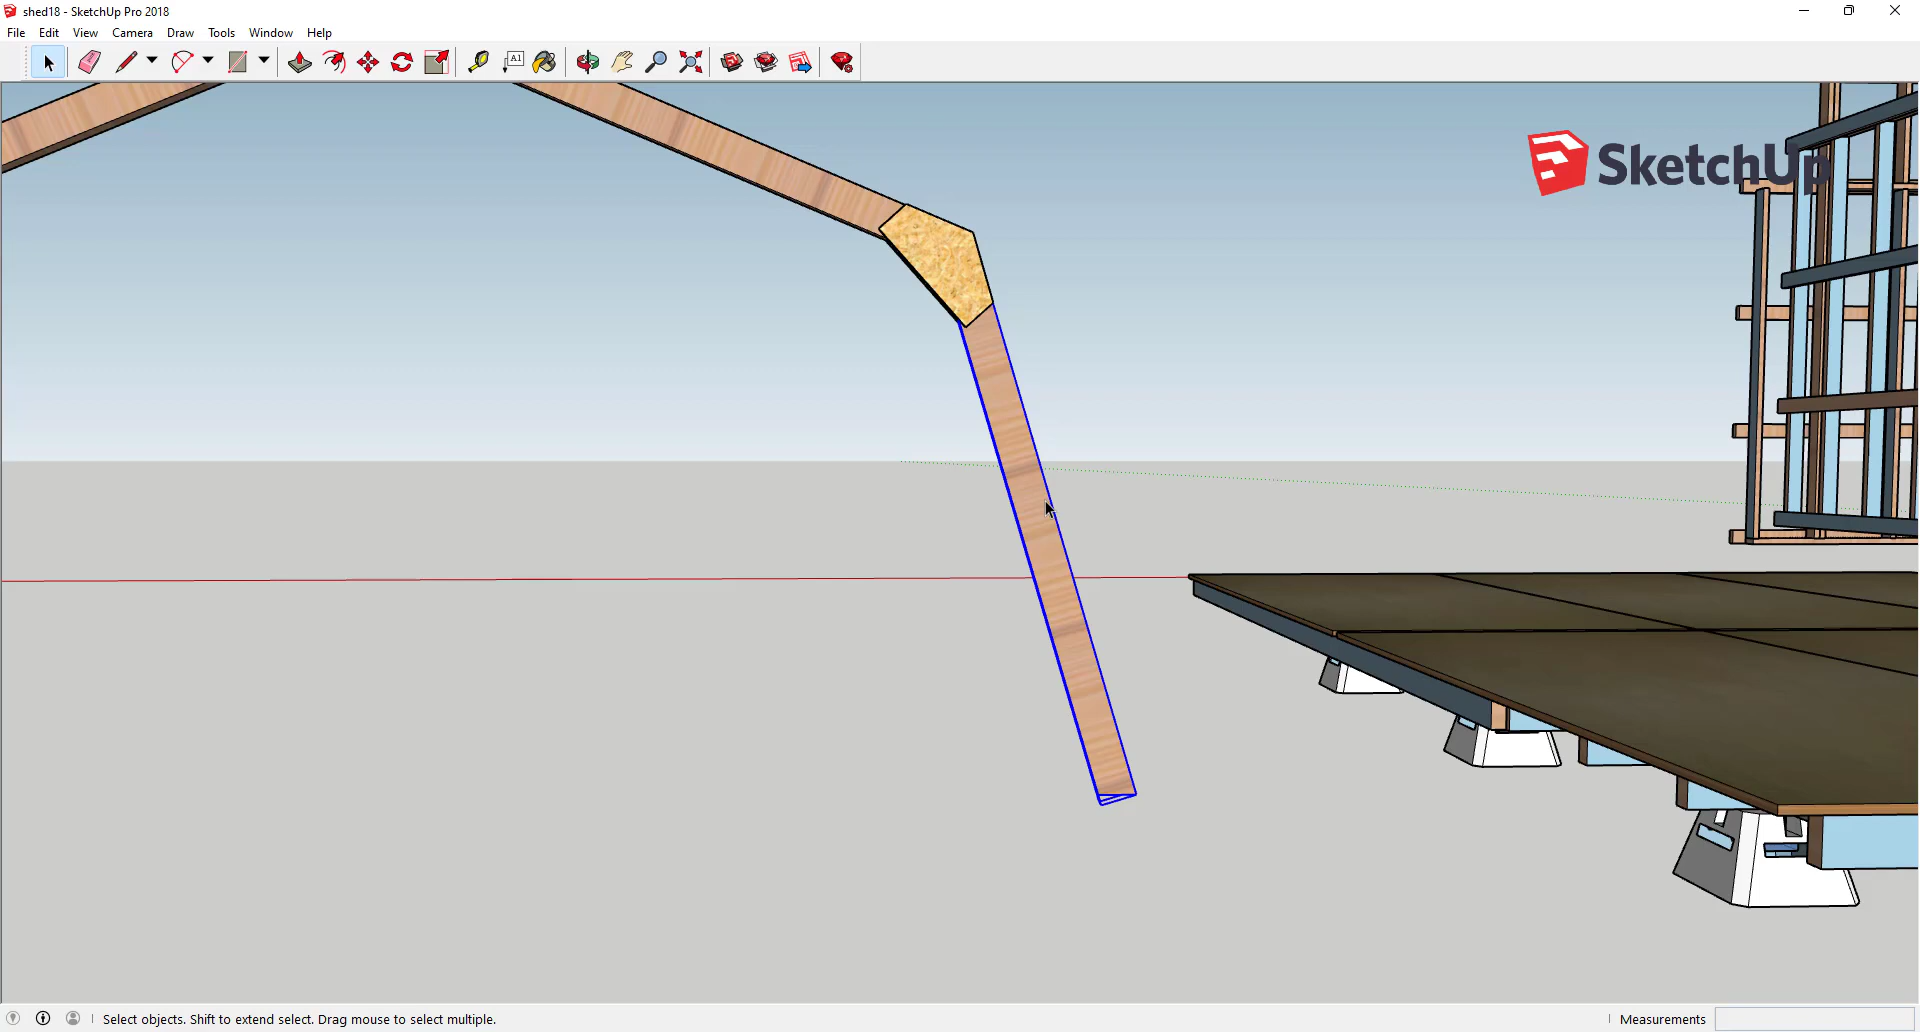 shed18 - SketchUp Pro 2018
File Edit View Camera Draw Tools Window Help
A1
SketchUp
Select objects. Shift to extend select. Drag mouse to select multiple.
Measurements